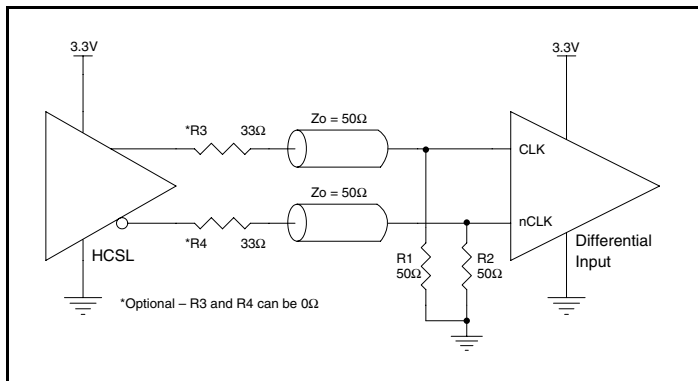 3.3V
3.3V
*R3 33Ω
Zo = 50Ω
CLK
Zo = 50Ω
nCLK
*R4 33Ω
HCSL
R1
50Ω
R2
50Ω
Differential
Input
*Optional – R3 and R4 can be 0Ω